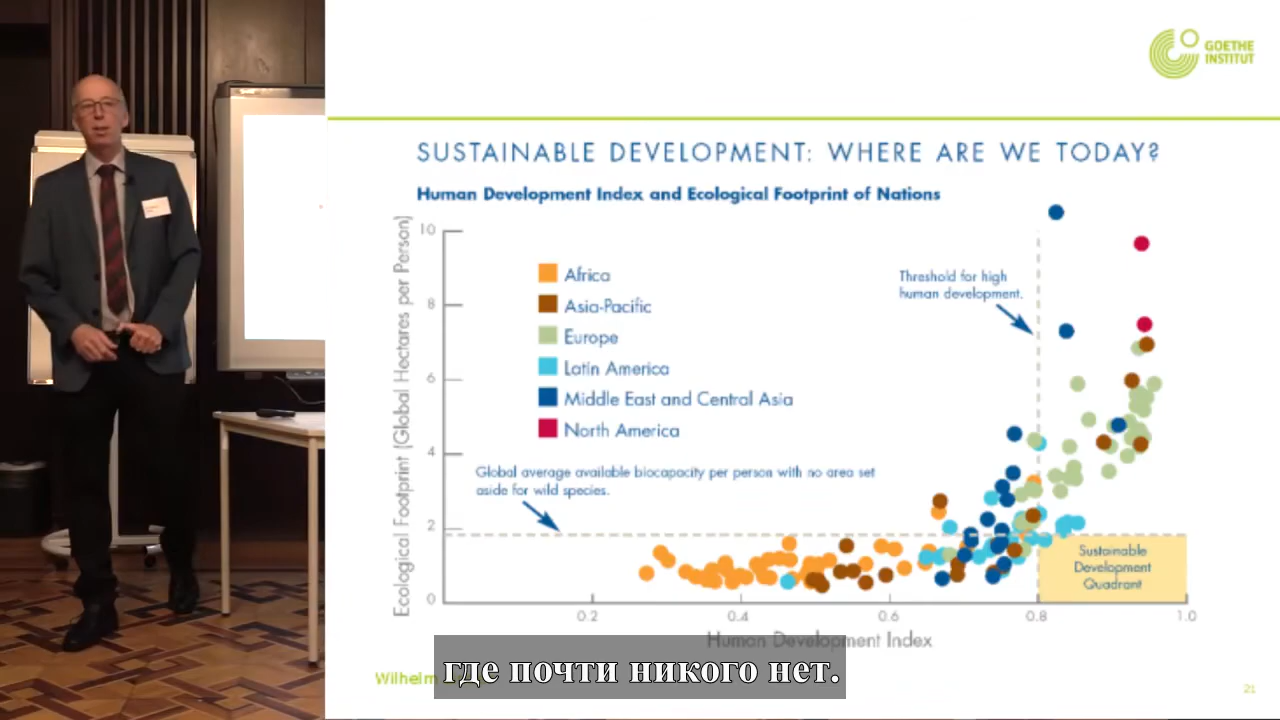 GOETHE
INSTITUT
SUSTAINABLE DEVELOPMENT: WHERE ARE WE TODAY?
Human Development Index and Ecological Footprint of Nations
Ecological Footprint (Global Hectares per Person)
10
8
6
4
2
0
Africa
Asia-Pacific
Europe
Latin America
Middle East and Central Asia
North America
Threshold for high
human development.
Global average available biocapacity per person with no area set
aside for wild species.
Sustainable
Development
Quadrant
0.2
0.4
0.6
0.8
1.0
Human Development Index
где почти никого нет.
Wilhelm
21